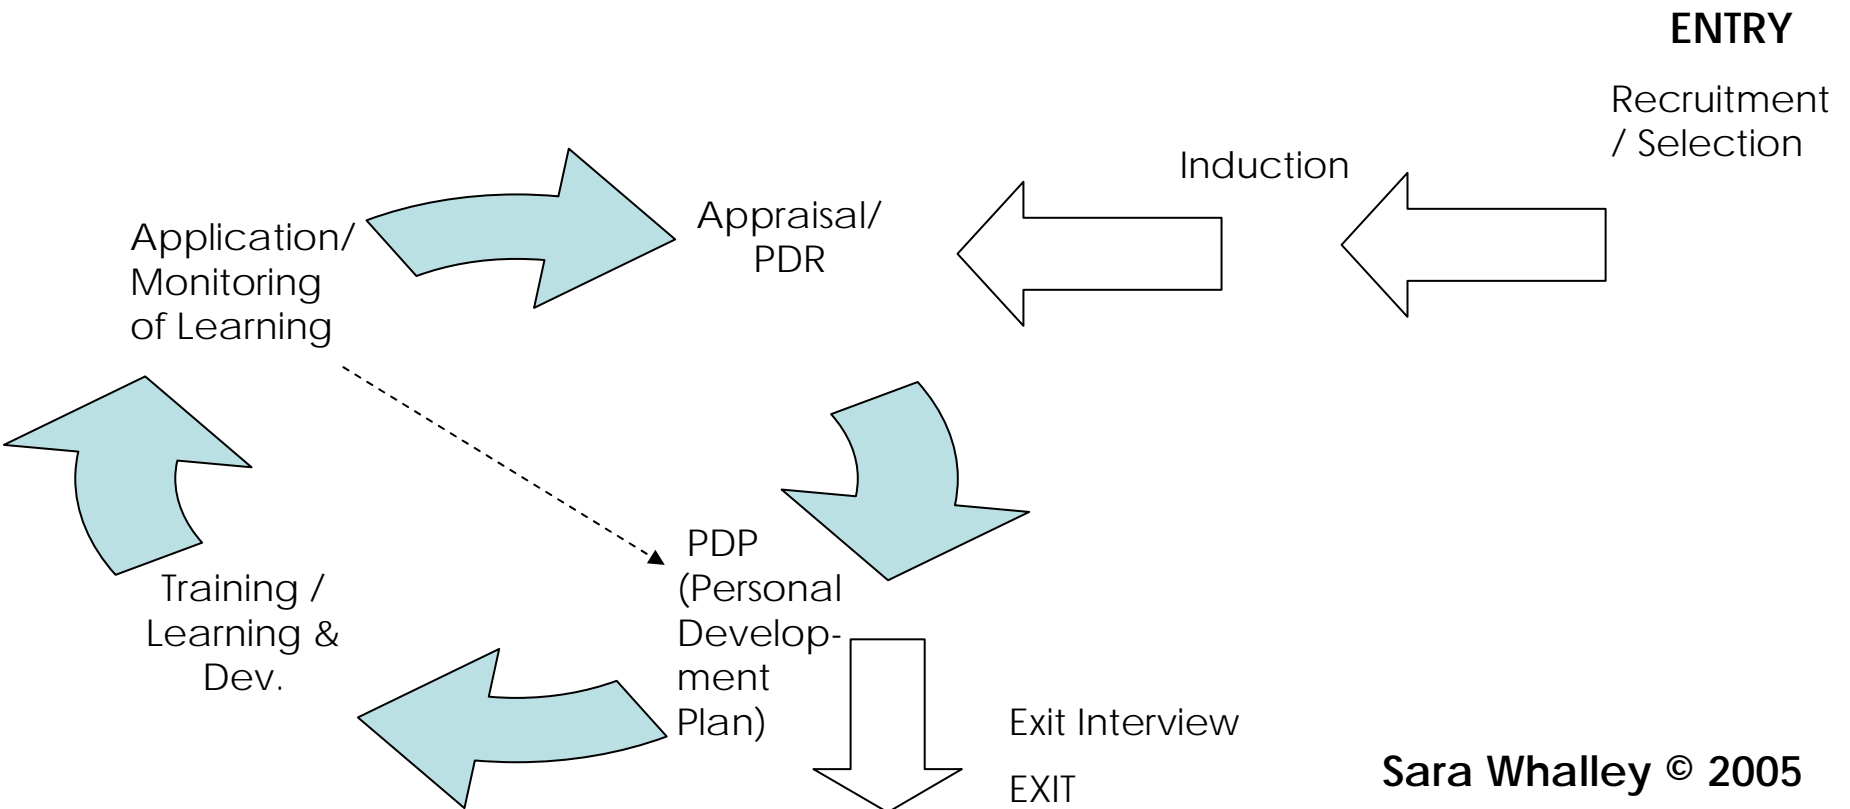 ENTRY
Recruitment
/ Selection
Induction
Appraisal/
PDR
Application/
Monitoring
of Learning
PDP
(Personal
Develop-
ment
Plan)
Training /
Learning &
Dev.
Exit Interview
EXIT
Sara Whalley © 2005